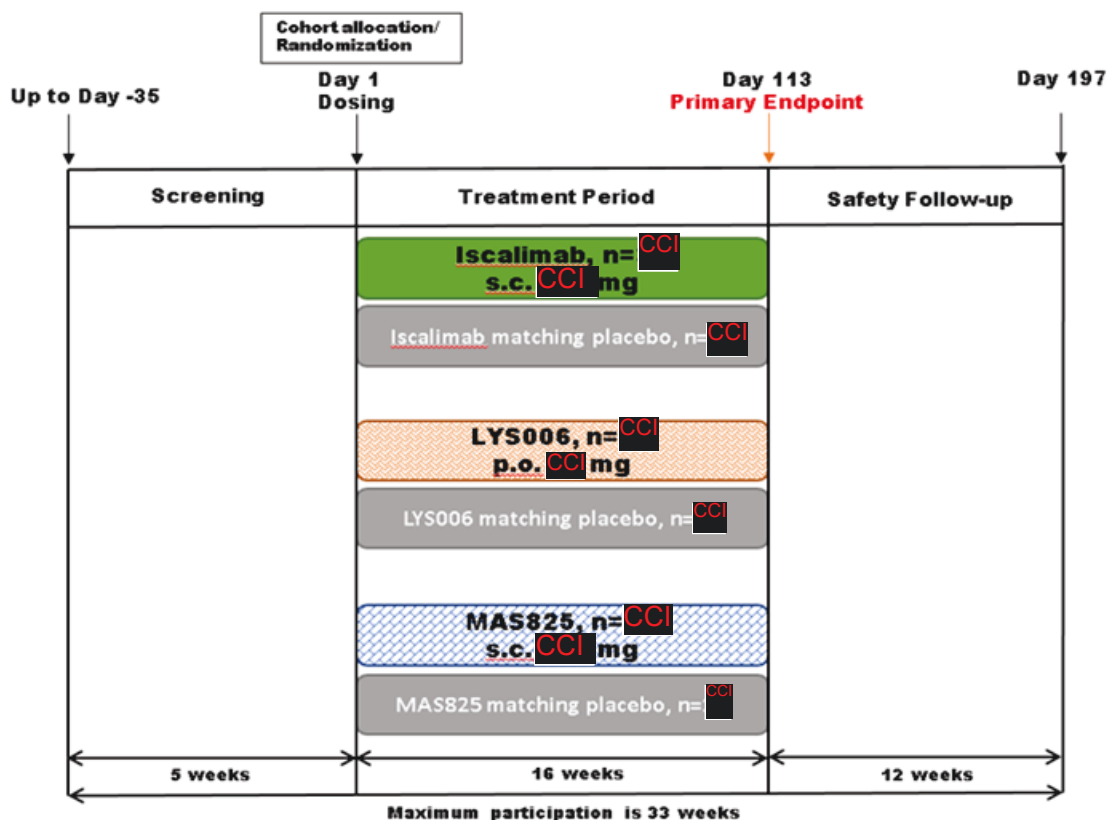 Cohort allocation/
Randomization
Up to Day -35
Day 1
Dosing
Day 113
Primary Endpoint
Day 197
Screening
Treatment Period
Safety Follow-up
Iscalimab, n= CCI
s.c. CCI mg
Iscalimab matching placebo, n= CCI
LYS006, n= CCI
p.o. CCI mg
LYS006 matching placebo, n= CCI
MAS825, n= CCI
s.c. CCI mg
MAS825 matching placebo, n= CCI
5 weeks
16 weeks
12 weeks
Maximum participation is 33 weeks